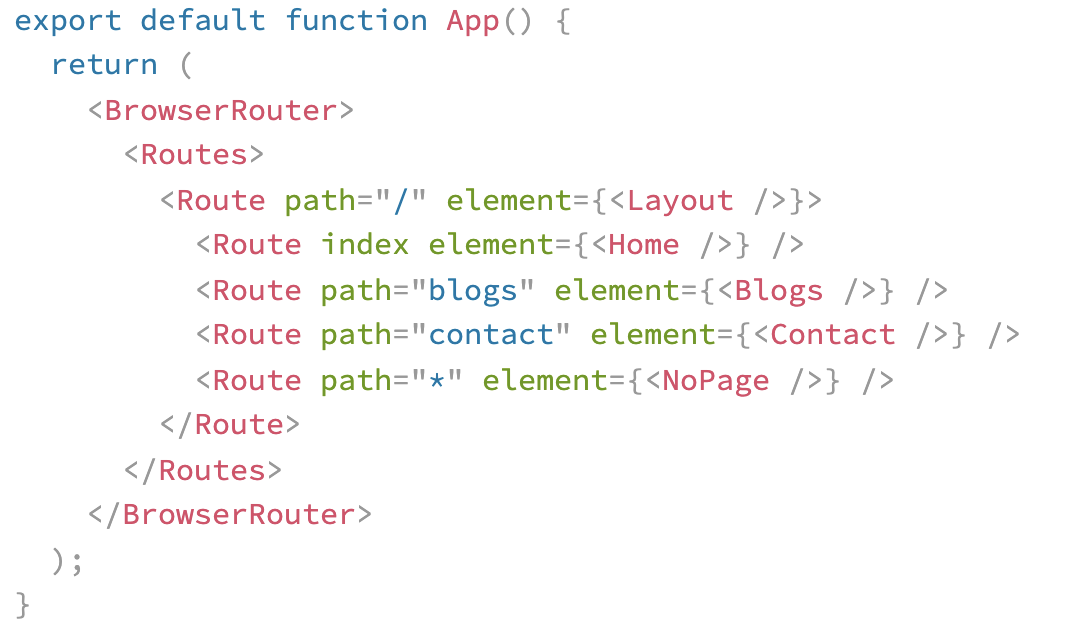 export default function App() {
  return (
    <BrowserRouter>
      <Routes>
        <Route path="/" element={<Layout />}>
          <Route index element={<Home />} />
          <Route path="blogs" element={<Blogs />} />
          <Route path="contact" element={<Contact />} />
          <Route path="*" element={<NoPage />} />
        </Route>
      </Routes>
    </BrowserRouter>
  );
}